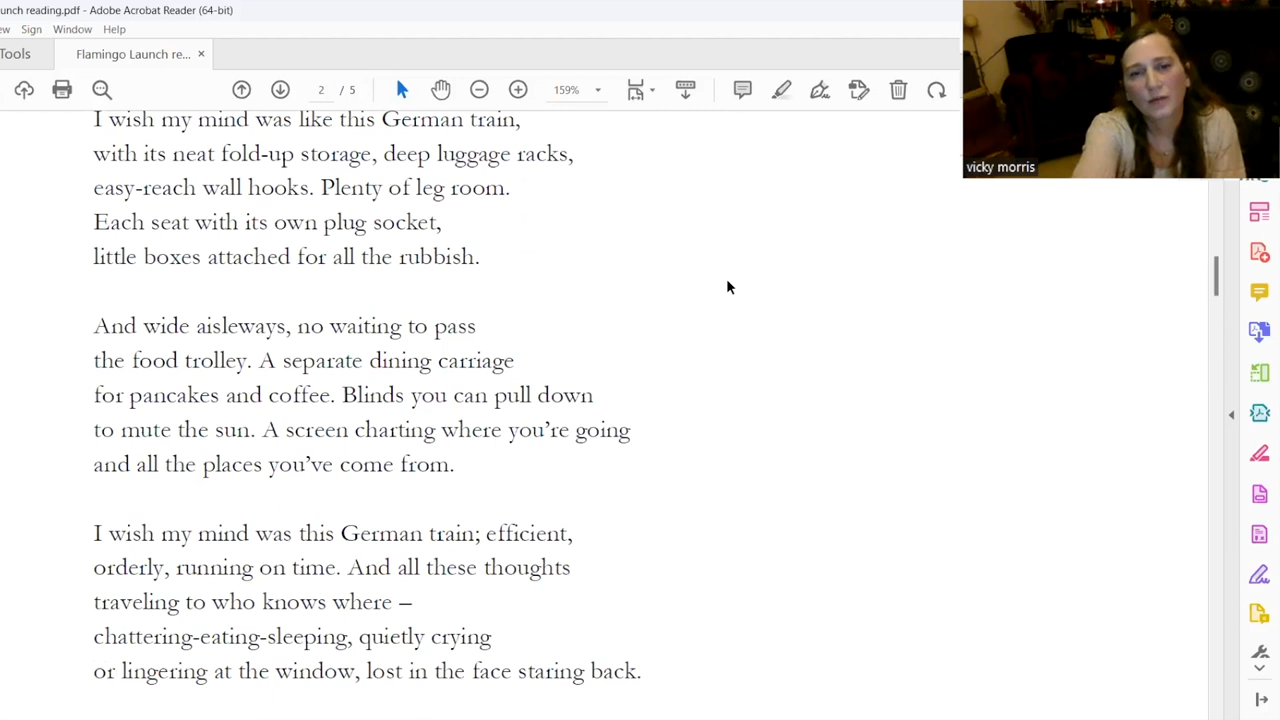 unch reading.pdf - Adobe Acrobat Reader (64-bit)
ew Sign Window Help
Tools
Flamingo Launch re... ×
2 / 5
159%
vicky morris
I wish my mind was like this German train,
with its neat fold-up storage, deep luggage racks,
easy-reach wall hooks. Plenty of leg room.
Each seat with its own plug socket,
little boxes attached for all the rubbish.
And wide aisleways, no waiting to pass
the food trolley. A separate dining carriage
for pancakes and coffee. Blinds you can pull down
to mute the sun. A screen charting where you’re going
and all the places you’ve come from.
I wish my mind was this German train; efficient,
orderly, running on time. And all these thoughts
traveling to who knows where –
chattering-eating-sleeping, quietly crying
or lingering at the window, lost in the face staring back.